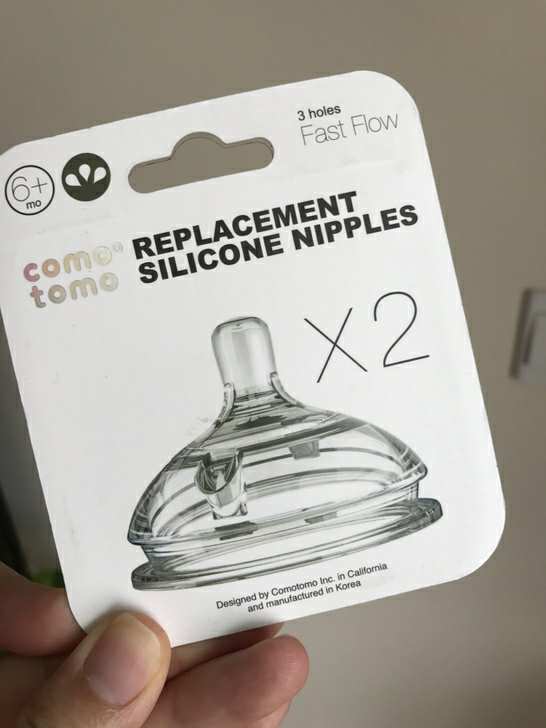 3 holes
Fast Flow
6+
mo
como
tomo
REPLACEMENT
SILICONE NIPPLES
X2
Designed by Comotomo Inc. in California
and manufactured in Korea